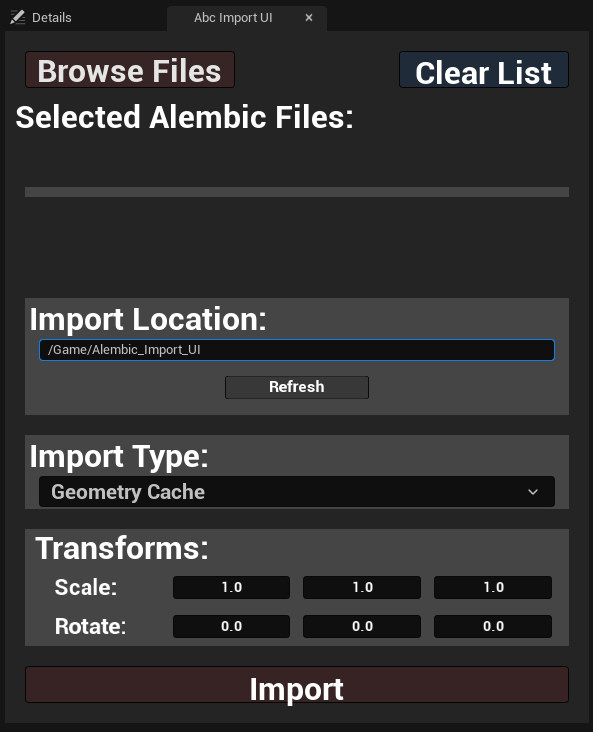 Details
Abc Import UI
Browse Files
Clear List
Selected Alembic Files:
Import Location:
/Game/Alembic_Import_UI
Refresh
Import Type:
Geometry Cache
Transforms:
Scale: 1.0 1.0 1.0
Rotate: 0.0 0.0 0.0
Import